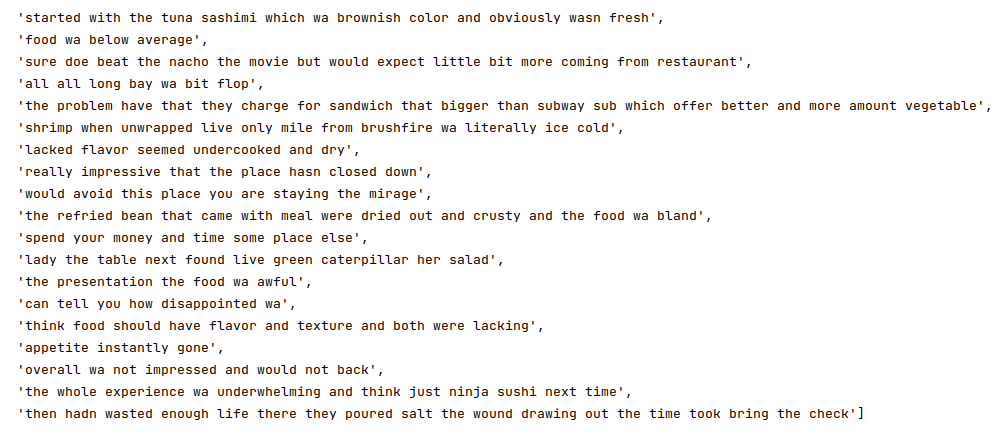 'started with the tuna sashimi which wa brownish color and obviously wasn fresh',
'food wa below average',
'sure doe beat the nacho the movie but would expect little bit more coming from restaurant',
'all all long bay wa bit flop',
'the problem have that they charge for sandwich that bigger than subway sub which offer better and more amount vegetable',
'shrimp when unwrapped live only mile from brushfire wa literally ice cold',
'lacked flavor seemed undercooked and dry',
'really impressive that the place hasn closed down',
'would avoid this place you are staying the mirage',
'the refried bean that came with meal were dried out and crusty and the food wa bland',
'spend your money and time some place else',
'lady the table next found live green caterpillar her salad',
'the presentation the food wa awful',
'can tell you how disappointed wa',
'think food should have flavor and texture and both were lacking',
'appetite instantly gone',
'overall wa not impressed and would not back',
'the whole experience wa underwhelming and think just ninja sushi next time',
'then hadn wasted enough life there they poured salt the wound drawing out the time took bring the check']